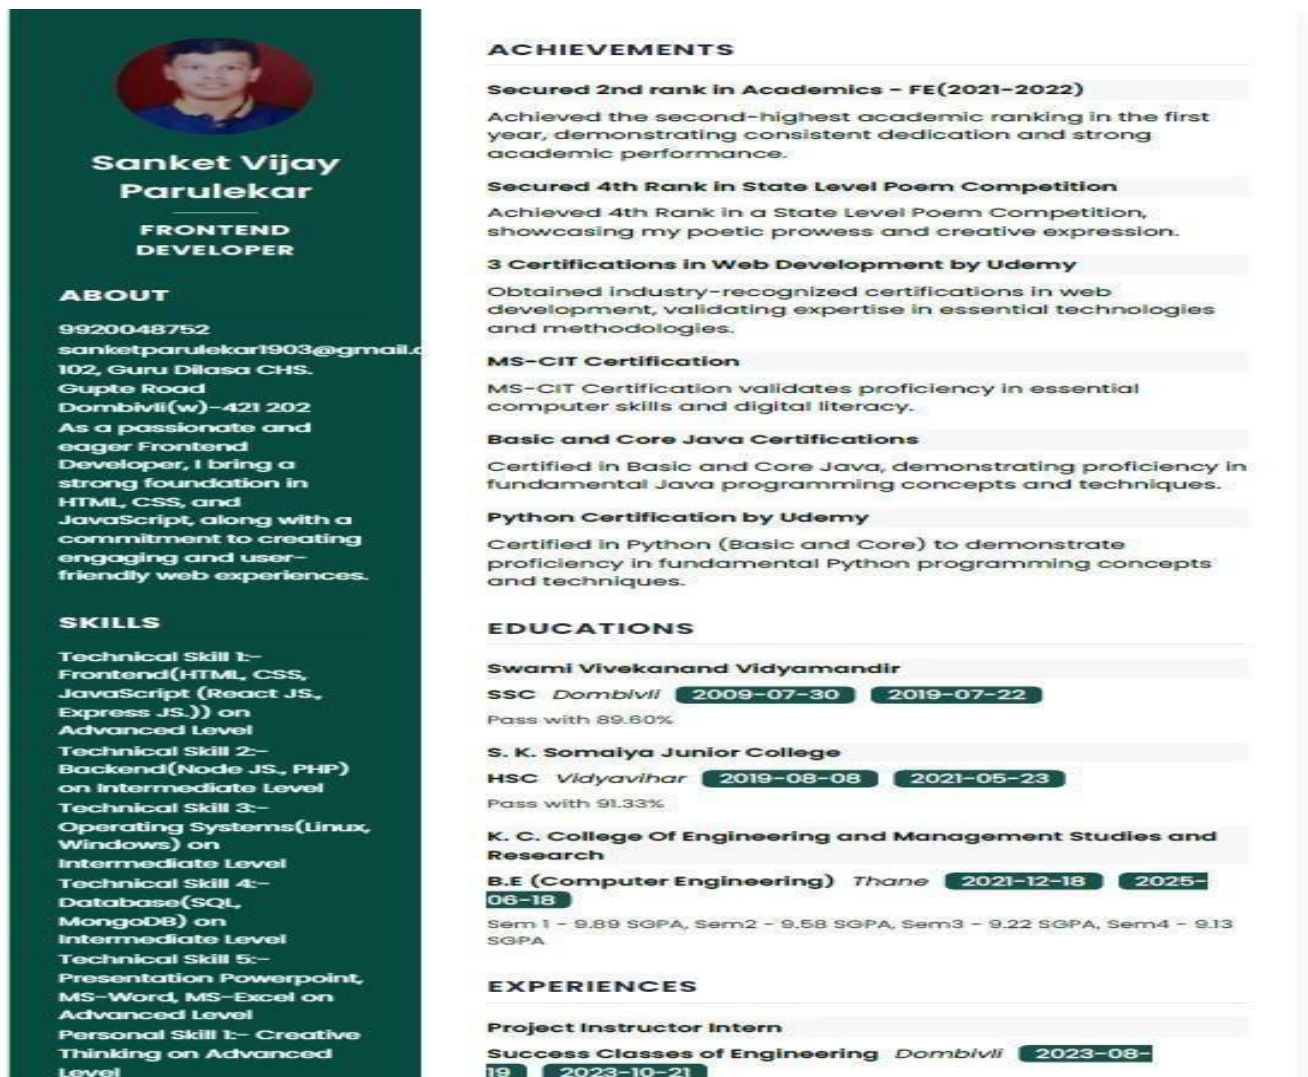 Sanket Vijay
Parulekar
FRONTEND
DEVELOPER
ABOUT
9920048752
sanketparulekar1903@gmail.c
102, Guru Dilasa CHS.
Gupte Road
Dombivli(w)-421 202
As a passionate and
eager Frontend
Developer, I bring a
strong foundation in
HTML, CSS, and
JavaScript, along with a
commitment to creating
engaging and user-
friendly web experiences.
SKILLS
Technical Skill 1:-
Frontend(HTML, CSS,
JavaScript (React JS.,
Express JS.)) on
Advanced Level
Technical Skill 2:-
Backend(Node JS., PHP)
on Intermediate Level
Technical Skill 3:-
Operating Systems(Linux,
Windows) on
Intermediate Level
Technical Skill 4:-
Database(SQL,
MongoDB) on
Intermediate Level
Technical Skill 5:-
Presentation Powerpoint,
MS-Word, MS-Excel on
Advanced Level
Personal Skill 1:- Creative
Thinking on Advanced
Level
ACHIEVEMENTS
Secured 2nd rank in Academics - FE(2021-2022)
Achieved the second-highest academic ranking in the first
year, demonstrating consistent dedication and strong
academic performance.
Secured 4th Rank in State Level Poem Competition
Achieved 4th Rank in a State Level Poem Competition,
showcasing my poetic prowess and creative expression.
3 Certifications in Web Development by Udemy
Obtained industry-recognized certifications in web
development, validating expertise in essential technologies
and methodologies.
MS-CIT Certification
MS-CIT Certification validates proficiency in essential
computer skills and digital literacy.
Basic and Core Java Certifications
Certified in Basic and Core Java, demonstrating proficiency in
fundamental Java programming concepts and techniques.
Python Certification by Udemy
Certified in Python (Basic and Core) to demonstrate
proficiency in fundamental Python programming concepts
and techniques.
EDUCATIONS
Swami Vivekanand Vidyamandir
SSC Dombivli 2009-07-30 2019-07-22
Pass with 89.60%
S. K. Somaiya Junior College
HSC Vidyavihar 2019-08-08 2021-05-23
Pass with 91.33%
K. C. College Of Engineering and Management Studies and
Research
B.E (Computer Engineering) Thane 2021-12-18 2025-
06-18
Sem 1 - 9.89 SGPA, Sem2 - 9.58 SGPA, Sem3 - 9.22 SGPA, Sem4 - 9.13
SGPA
EXPERIENCES
Project Instructor Intern
Success Classes of Engineering Dombivli 2023-08-
19 2023-10-21